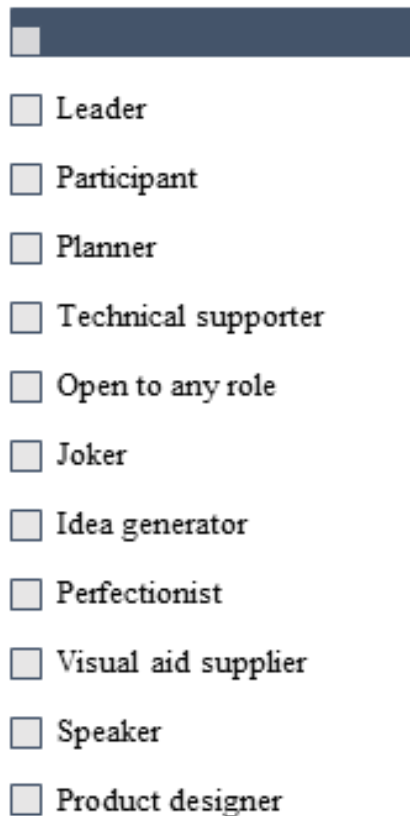 Leader
Participant
Planner
Technical supporter
Open to any role
Joker
Idea generator
Perfectionist
Visual aid supplier
Speaker
Product designer